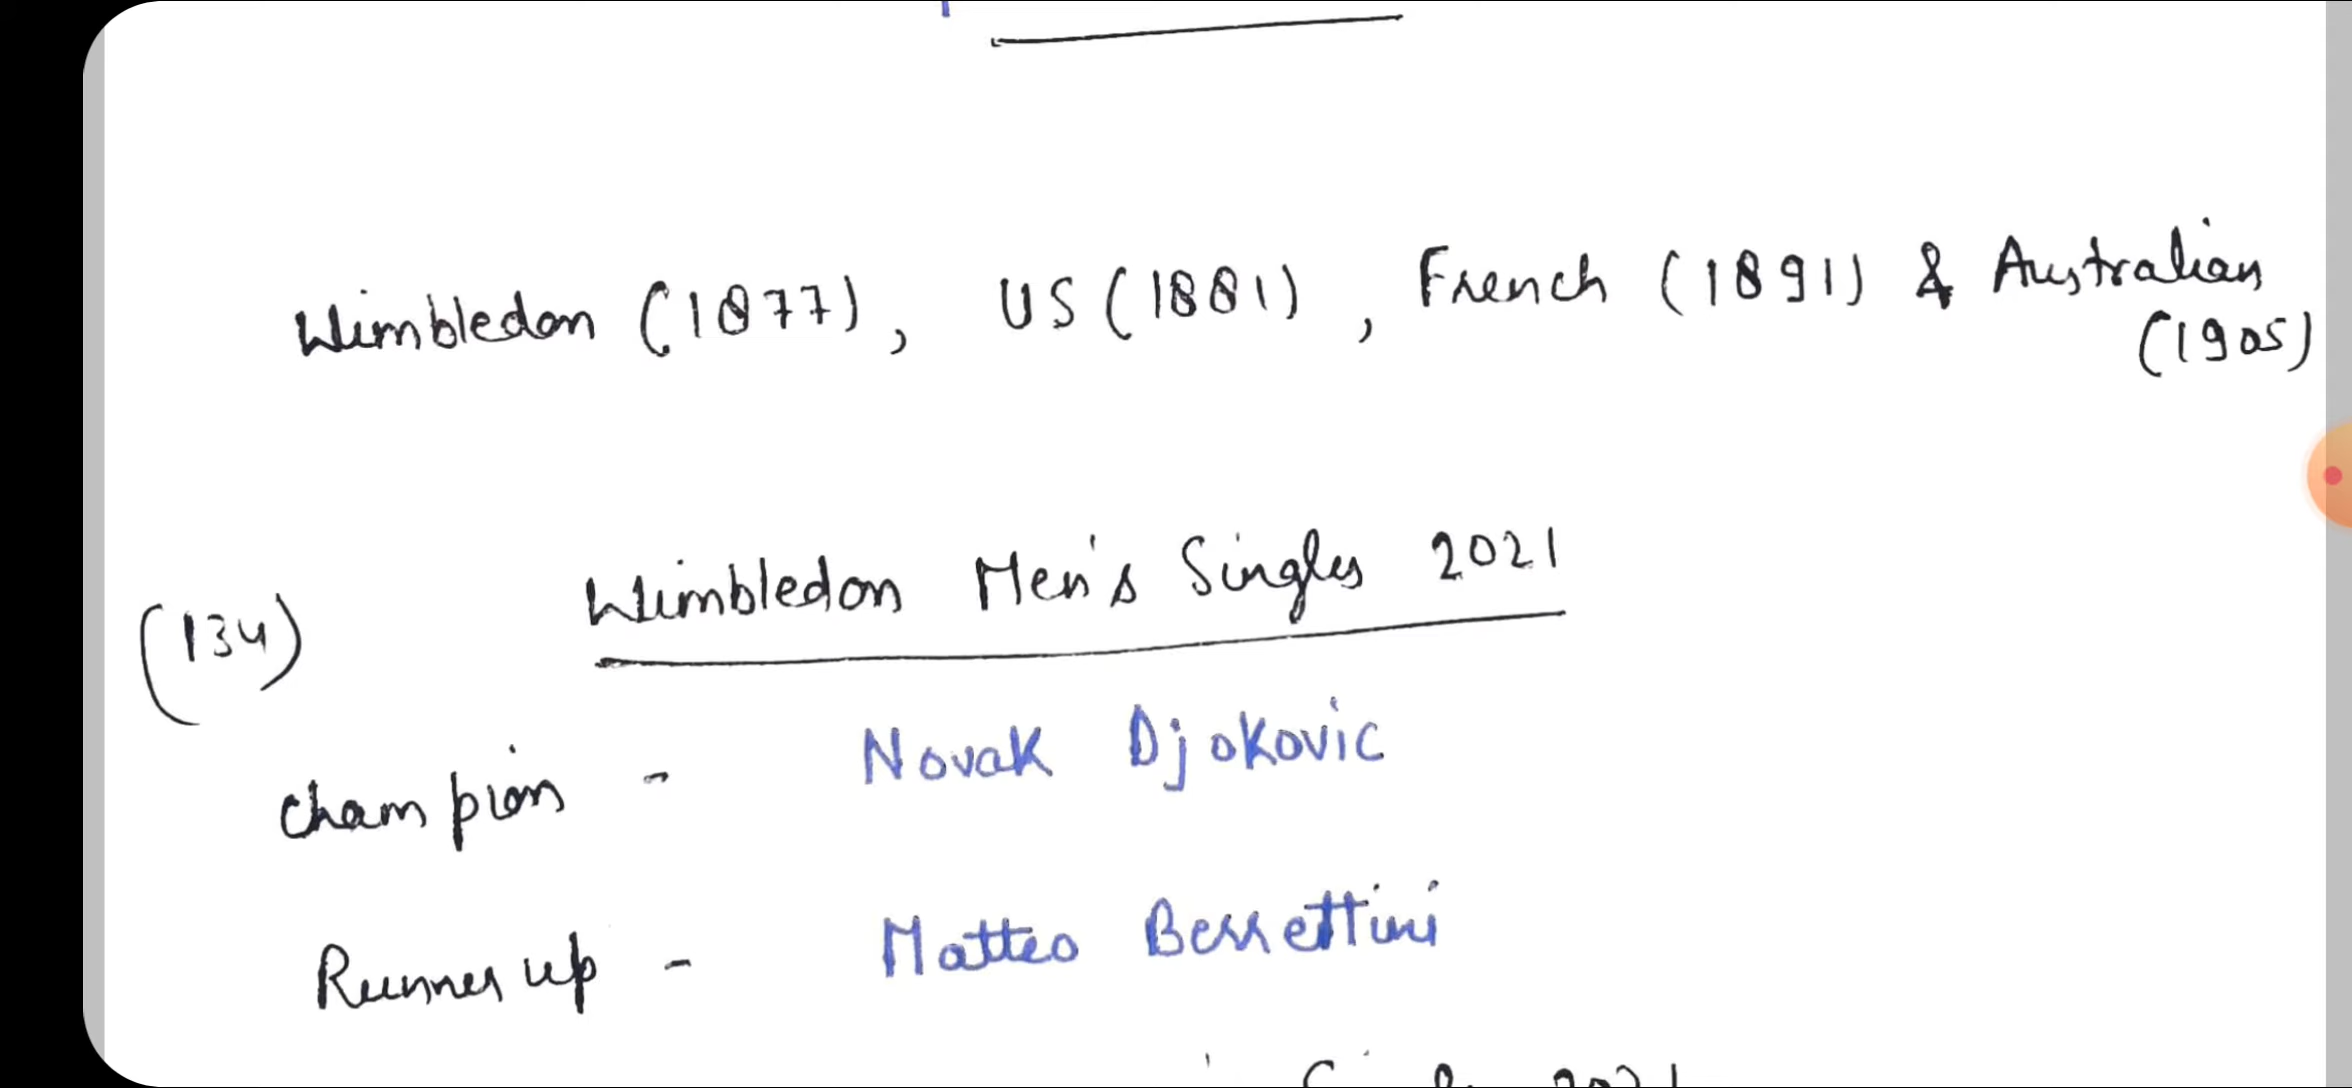 Wimbledon (1877), US (1881), French (1891) & Australian
(1905)
(134) Wimbledon Men's Singles 2021
Champion - Novak Djokovic
Runner up - Matteo Berrettini
2021